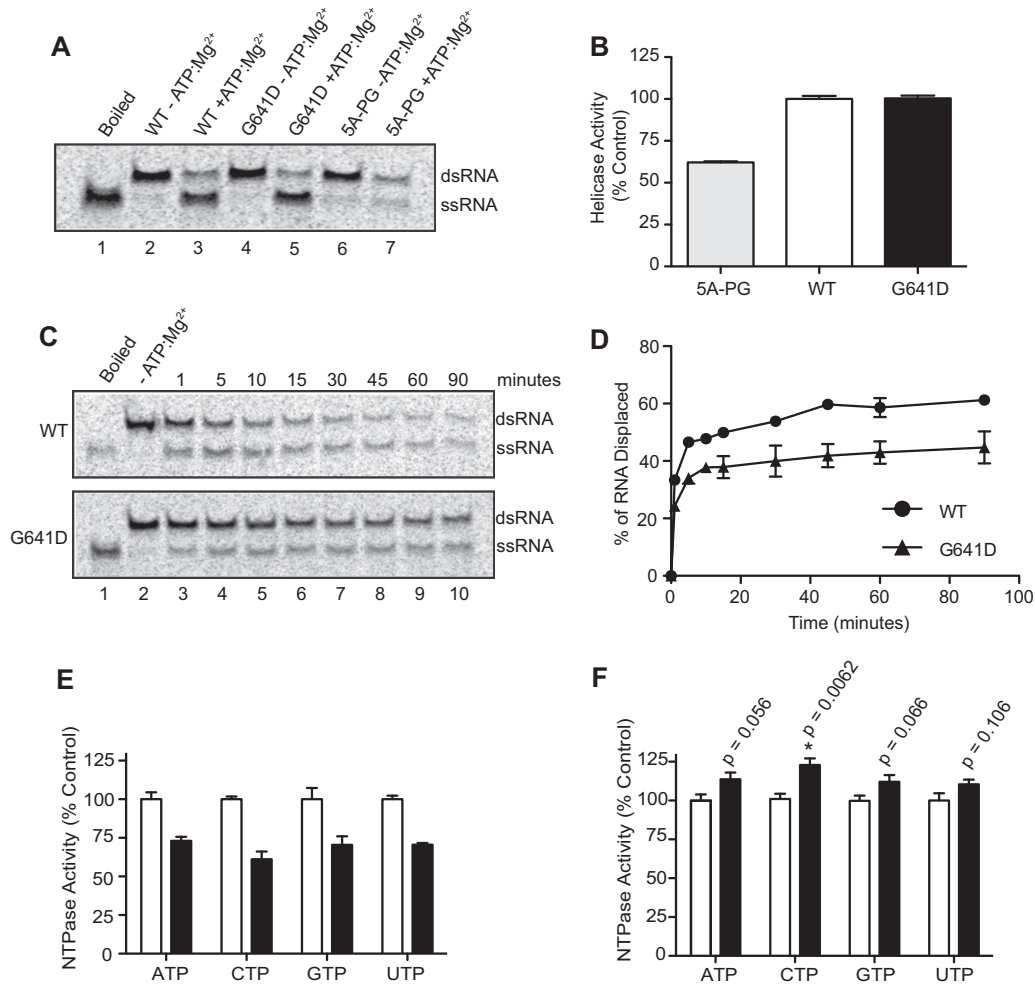 A
Boiled
WT - ATP:Mg²⁺
WT +ATP:Mg²⁺
G641D - ATP:Mg²⁺
G641D +ATP:Mg²⁺
5A-PG -ATP:Mg²⁺
5A-PG +ATP:Mg²⁺
dsRNA
ssRNA
1 2 3 4 5 6 7
B
Helicase Activity
(% Control)
125
100
75
50
25
0
5A-PG WT G641D
C
Boiled
- ATP:Mg²⁺
1 5 10 15 30 45 60 90 minutes
WT
dsRNA
ssRNA
G641D
dsRNA
ssRNA
1 2 3 4 5 6 7 8 9 10
D
% of RNA Displaced
80
60
40
20
0
WT
G641D
0 20 40 60 80 100
Time (minutes)
E
NTPase Activity (% Control)
125
100
75
50
25
0
ATP CTP GTP UTP
F
NTPase Activity (% Control)
125
100
75
50
25
0
p = 0.056
* p = 0.0062
p = 0.066
p = 0.106
ATP CTP GTP UTP